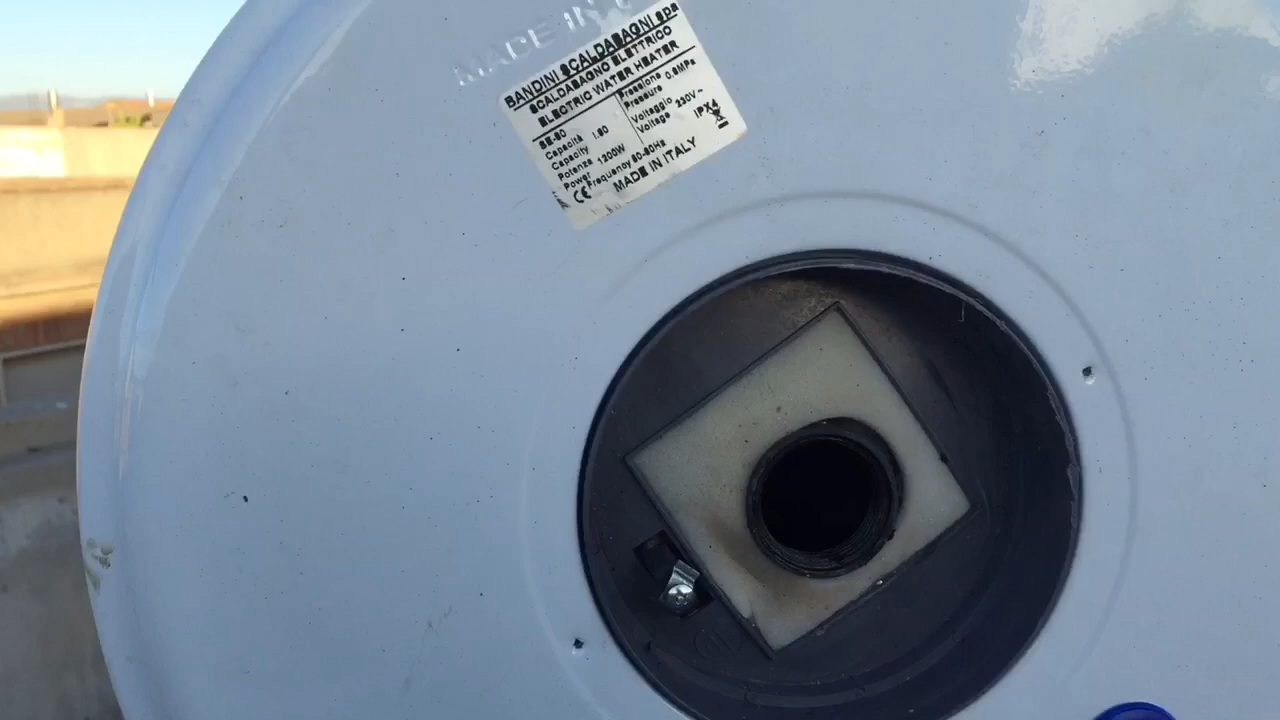 MADE IN
BANDINI SCALDABAGNI spa
SCALDABAGNO ELETTRICO
ELECTRIC WATER HEATER
SE-80
Capacità
Capacity
l.80
Potenza
Power
1200W
Frequency 50-60Hz
Pressione
Pressure
0.8MPa
Voltaggio
Voltage
230V~
IPX4
CE
MADE IN ITALY